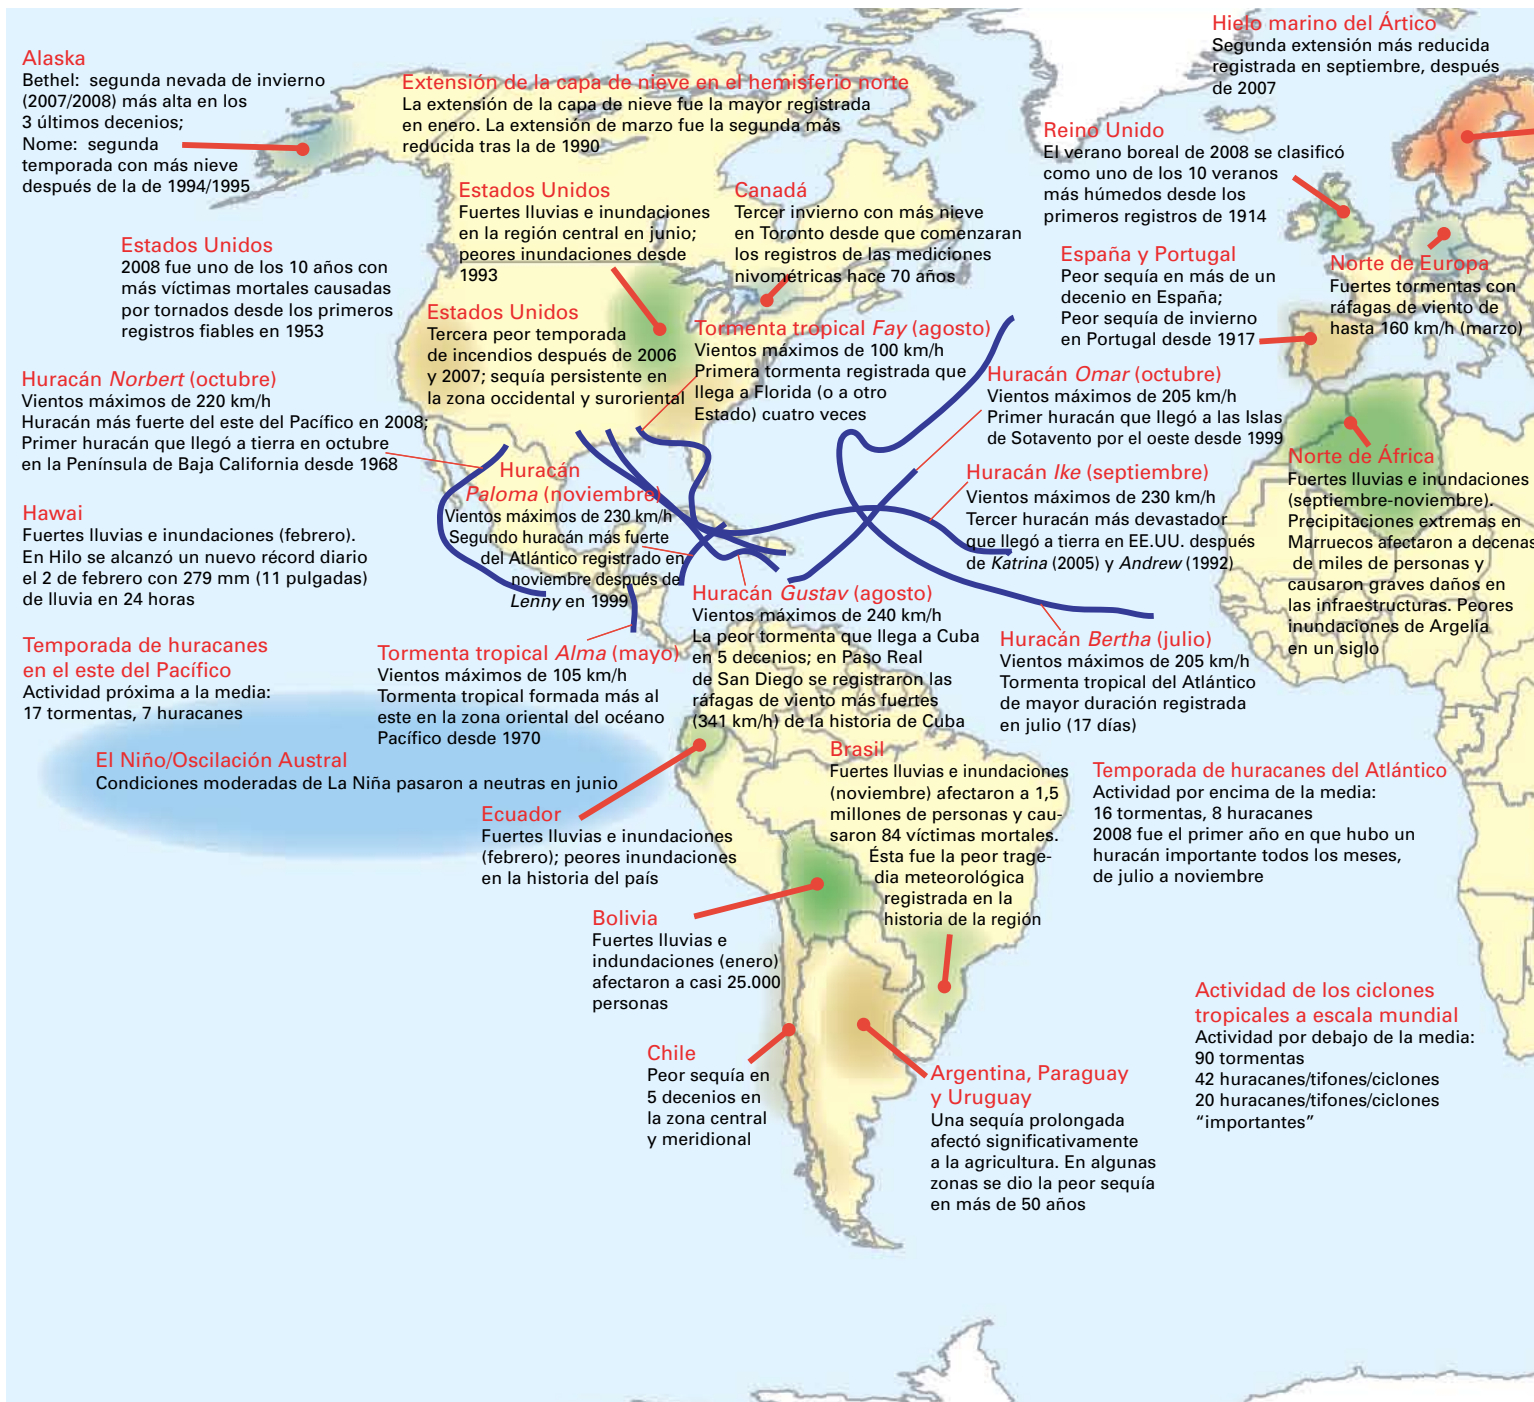 Alaska
Bethel: segunda nevada de invierno
(2007/2008) más alta en los
3 últimos decenios;
Nome: segunda
temporada con más nieve
después de la de 1994/1995
Extensión de la capa de nieve en el hemisferio norte
La extensión de la capa de nieve fue la mayor registrada
en enero. La extensión de marzo fue la segunda más
reducida tras la de 1990
Hielo marino del Ártico
Segunda extensión más reducida
registrada en septiembre, después
de 2007
Reino Unido
El verano boreal de 2008 se clasificó
como uno de los 10 veranos
más húmedos desde los
primeros registros de 1914
Estados Unidos
Fuertes lluvias e inundaciones
en la región central en junio;
peores inundaciones desde
1993
Canadá
Tercer invierno con más nieve
en Toronto desde que comenzaran
los registros de las mediciones
nivométricas hace 70 años
Estados Unidos
2008 fue uno de los 10 años con
más víctimas mortales causadas
por tornados desde los primeros
registros fiables en 1953
España y Portugal
Peor sequía en más de un
decenio en España;
Peor sequía de invierno
en Portugal desde 1917
Norte de Europa
Fuertes tormentas con
ráfagas de viento de
hasta 160 km/h (marzo)
Estados Unidos
Tercera peor temporada
de incendios después de 2006
y 2007; sequía persistente en
la zona occidental y suroriental
Tormenta tropical Fay (agosto)
Vientos máximos de 100 km/h
Primera tormenta registrada que
llega a Florida (o a otro
Estado) cuatro veces
Huracán Norbert (octubre)
Vientos máximos de 220 km/h
Huracán más fuerte del este del Pacífico en 2008;
Primer huracán que llegó a tierra en octubre
en la Península de Baja California desde 1968
Huracán Omar (octubre)
Vientos máximos de 205 km/h
Primer huracán que llegó a las Islas
de Sotavento por el oeste desde 1999
Huracán
Paloma (noviembre)
Vientos máximos de 230 km/h
Segundo huracán más fuerte
del Atlántico registrado en
noviembre después de
Lenny en 1999
Huracán Ike (septiembre)
Vientos máximos de 230 km/h
Tercer huracán más devastador
que llegó a tierra en EE.UU. después
de Katrina (2005) y Andrew (1992)
Norte de África
Fuertes lluvias e inundaciones
(septiembre-noviembre).
Precipitaciones extremas en
Marruecos afectaron a decenas
de miles de personas y
causaron graves daños en
las infraestructuras. Peores
inundaciones de Argelia
en un siglo
Hawai
Fuertes lluvias e inundaciones (febrero).
En Hilo se alcanzó un nuevo récord diario
el 2 de febrero con 279 mm (11 pulgadas)
de lluvia en 24 horas
Huracán Gustav (agosto)
Vientos máximos de 240 km/h
La peor tormenta que llega a Cuba
en 5 decenios; en Paso Real
de San Diego se registraron las
ráfagas de viento más fuertes
(341 km/h) de la historia de Cuba
Huracán Bertha (julio)
Vientos máximos de 205 km/h
Tormenta tropical del Atlántico
de mayor duración registrada
en julio (17 días)
Temporada de huracanes
en el este del Pacífico
Actividad próxima a la media:
17 tormentas, 7 huracanes
Tormenta tropical Alma (mayo)
Vientos máximos de 105 km/h
Tormenta tropical formada más al
este en la zona oriental del océano
Pacífico desde 1970
El Niño/Oscilación Austral
Condiciones moderadas de La Niña pasaron a neutras en junio
Brasil
Fuertes lluvias e inundaciones
(noviembre) afectaron a 1,5
millones de personas y cau-
saron 84 víctimas mortales.
Ésta fue la peor trage-
dia meteorológica
registrada en la
historia de la región
Temporada de huracanes del Atlántico
Actividad por encima de la media:
16 tormentas, 8 huracanes
2008 fue el primer año en que hubo un
huracán importante todos los meses,
de julio a noviembre
Ecuador
Fuertes lluvias e inundaciones
(febrero); peores inundaciones
en la historia del país
Bolivia
Fuertes lluvias e
indundaciones (enero)
afectaron a casi 25.000
personas
Actividad de los ciclones
tropicales a escala mundial
Actividad por debajo de la media:
90 tormentas
42 huracanes/tifones/ciclones
20 huracanes/tifones/ciclones
“importantes”
Chile
Peor sequía en
5 decenios en
la zona central
y meridional
Argentina, Paraguay
y Uruguay
Una sequía prolongada
afectó significativamente
a la agricultura. En algunas
zonas se dio la peor sequía
en más de 50 años